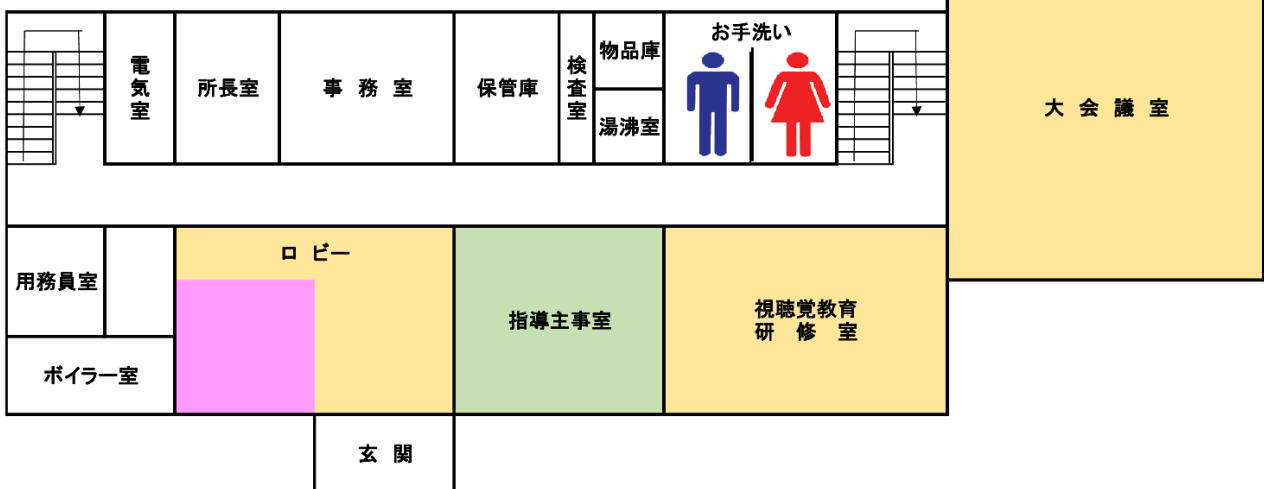 お手洗い
電気室
所長室
事 務 室
保管庫
検査室
物品庫
湯沸室
大 会 議 室
ロ ビー
用務員室
指導主事室
視聴覚教育
研 修 室
ボイラー室
玄 関